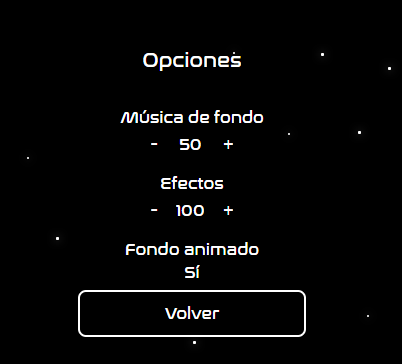 Opciones
Música de fondo
- 50 +
Efectos
- 100 +
Fondo animado
Sí
Volver